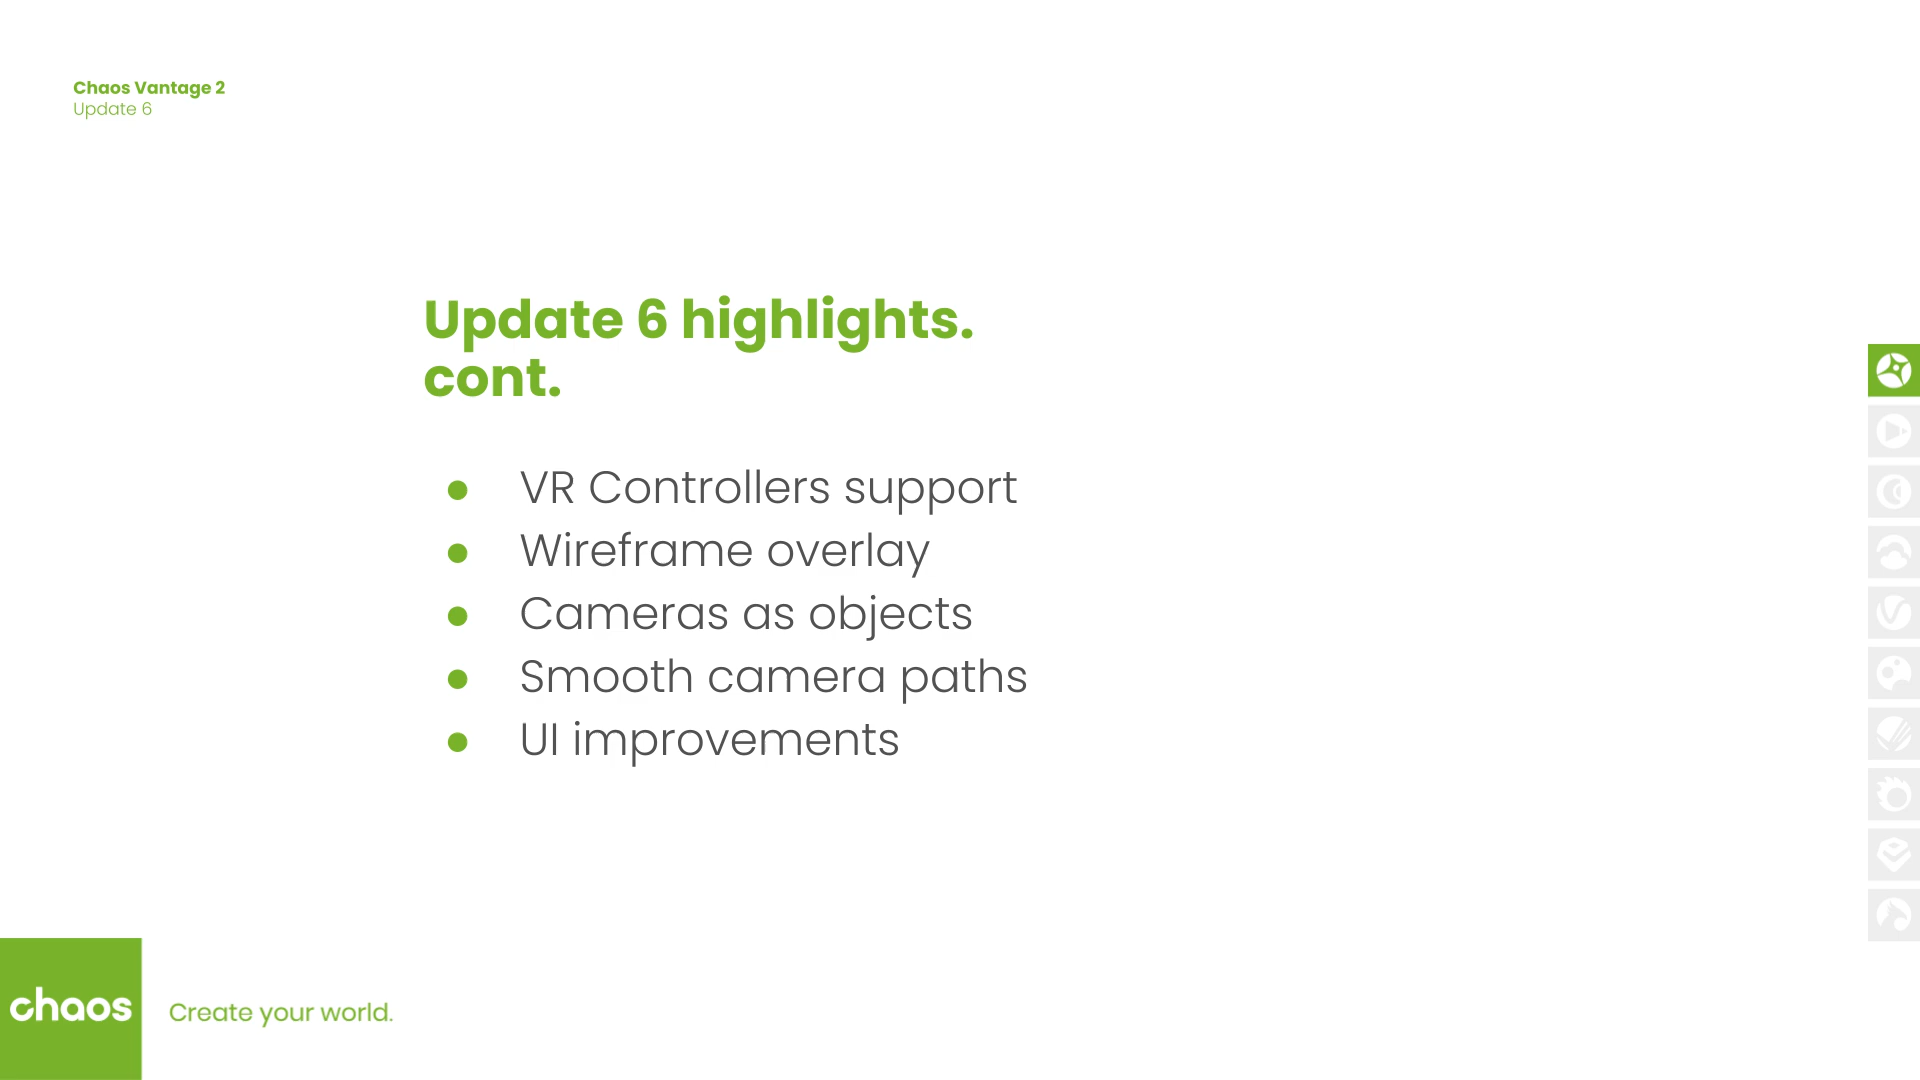 Chaos Vantage 2
Update 6
Update 6 highlights.
cont.
● VR Controllers support
● Wireframe overlay
● Cameras as objects
● Smooth camera paths
● UI improvements
chaos
Create your world.